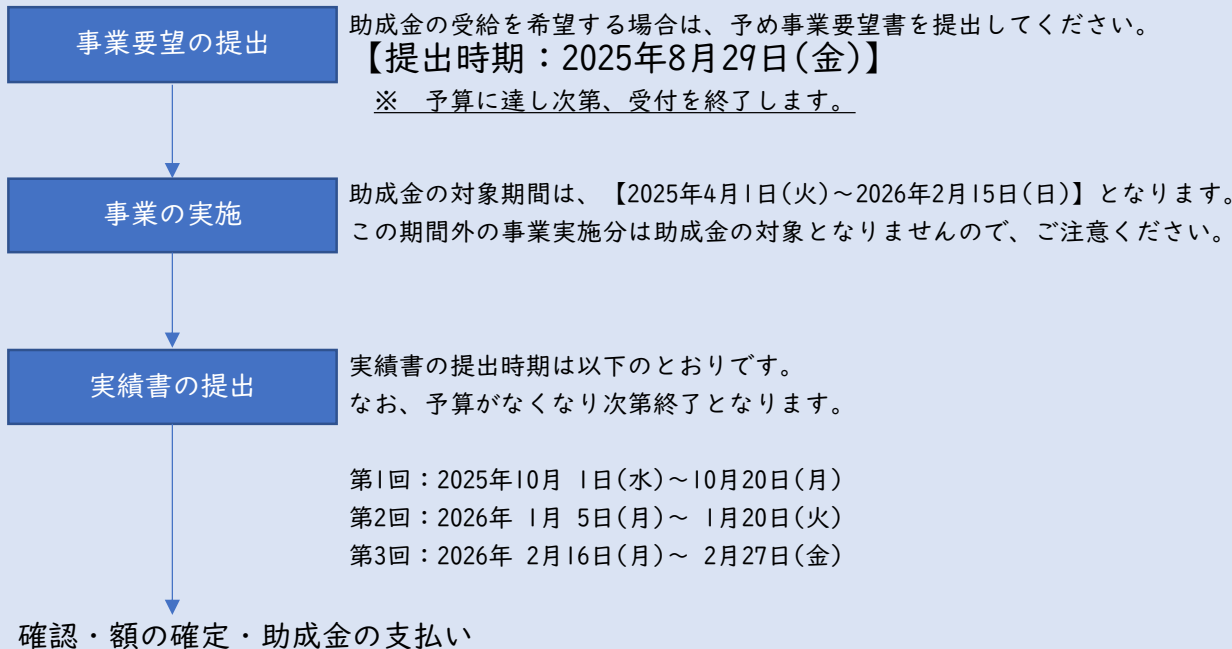 事業要望の提出
助成金の受給を希望する場合は、予め事業要望書を提出してください。
【提出時期：2025年8月29日(金)】
※　予算に達し次第、受付を終了します。
事業の実施
助成金の対象期間は、【2025年4月1日(火)～2026年2月15日(日)】となります。
この期間外の事業実施分は助成金の対象となりませんので、ご注意ください。
実績書の提出
実績書の提出時期は以下のとおりです。
なお、予算がなくなり次第終了となります。
第1回：2025年10月 1日(水)～10月20日(月)
第2回：2026年 1月 5日(月)～ 1月20日(火)
第3回：2026年 2月16日(月)～ 2月27日(金)
確認・額の確定・助成金の支払い